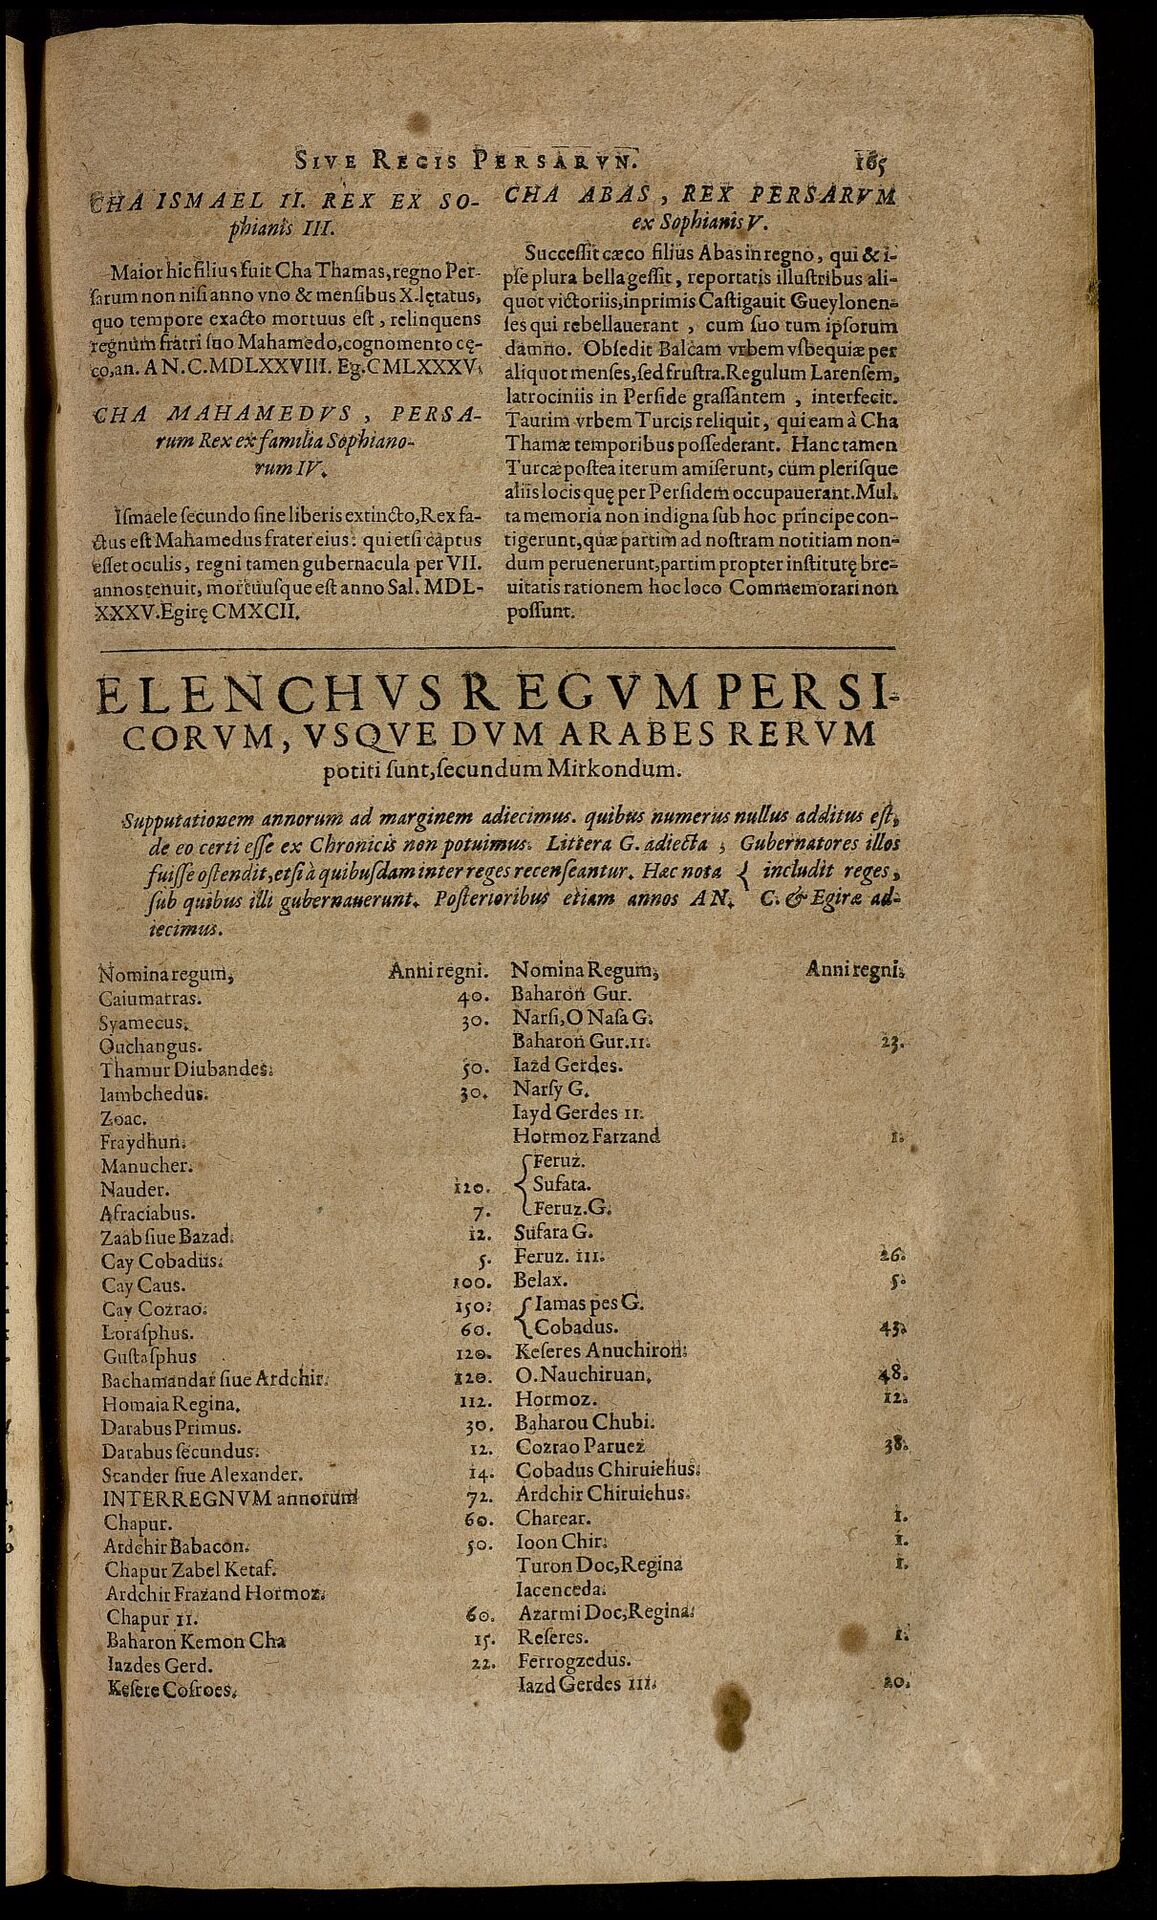 SIVE REGIS PERSARVN.
165
CHA ISMAEL II. REX EX SO-
phianis III.
Maior hic filius fuit Cha Thamas, regno Per-
sarum non nisi anno vno & mensibus X. lętatus,
quo tempore exacto mortuus est, relinquens
regnum fratri suo Mahamedo, cognomento cę-
co, an. AN.C.MDLXXVIII. Eg.CMLXXXV.
CHA MAHAMEDVS, PERSA-
rum Rex ex familia Sophiano-
rum IV.
Ismaele secundo sine liberis extincto, Rex fa-
ctus est Mahamedus frater eius: qui etsi captus
esset oculis, regni tamen gubernacula per VII.
annos tenuit, mortuusque est anno Sal. MDL-
XXXV. Egirę CMXCII.
CHA ABAS, REX PERSARVM
ex Sophianis V.
Successit cæco filius Abas in regno, qui & i-
pse plura bella gessit, reportatis illustribus ali-
quot victoriis, inprimis Castigauit Gueylonen-
ses qui rebellauerant, cum suo tum ipsorum
damno. Obsedit Balcam vrbem vsbequiæ per
aliquot menses, sed frustra. Regulum Larensem,
latrociniis in Perside grassantem, interfecit.
Taurim vrbem Turcis reliquit, qui eam à Cha
Thamæ temporibus possederant. Hanc tamen
Turcæ postea iterum amiserunt, cum plerisque
aliis locis quę per Persidem occupauerant. Mul-
ta memoria non indigna sub hoc principe con-
tigerunt, quæ partim ad nostram notitiam non-
dum peruenerunt, partim propter institutę bre-
uitatis rationem hoc loco Commemorari non
possunt.
ELENCHVS REGVM PERSI-
CORVM, VSQVE DVM ARABES RERVM
potiti sunt, secundum Mirkondum.
Supputationem annorum ad marginem adiecimus. quibus numerus nullus additus est,
de eo certi esse ex Chronicis non potuimus. Littera G. adiecta, Gubernatores illos
fuisse ostendit, etsi à quibusdam inter reges recenseantur. Hæc nota { includit reges,
sub quibus illi gubernauerunt. Posterioribus etiam annos AN. C. & Egiræ ad-
iecimus.
Nomina regum, Anni regni.
Caiumarras. 40.
Syamecus. 30.
Ouchangus.
Thamur Diubandes. 50.
Iambchedus. 30.
Zoac.
Fraydhun.
Manucher.
Nauder. 120.
Afraciabus. 7.
Zaab siue Bazad. 12.
Cay Cobadus. 5.
Cay Caus. 100.
Cay Cozrao. 150.
Lorasphus. 60.
Gustasphus 120.
Bachamandar siue Ardchir. 120.
Homaia Regina. 112.
Darabus Primus. 30.
Darabus secundus. 12.
Scander siue Alexander. 14.
INTERREGNVM annorum 72.
Chapur. 60.
Ardchir Babacon. 50.
Chapur Zabel Ketaf.
Ardchir Frazand Hormoz.
Chapur II. 60.
Baharon Kemon Cha 15.
Iazdes Gerd. 22.
Kesere Cosroes.
Nomina Regum, Anni regni.
Baharon Gur.
Narsi, O Nasa G.
Baharon Gur.II. 23.
Iazd Gerdes.
Narsy G.
Iayd Gerdes II.
Hormoz Farzand 1.
{ Feruz.
Sufara.
Feruz. G.
Sufara G.
Feruz. III. 26.
Belax. 5.
{ Iamas pes G.
Cobadus. 43.
Keseres Anuchiron.
O. Nauchiruan. 48.
Hormoz. 12.
Baharou Chubi.
Cozrao Paruez 38.
Cobadus Chiruiehus.
Ardchir Chiruiehus.
Charear. 1.
Ioon Chir. 1.
Turon Doc, Regina 1.
Iacenceda.
Azarmi Doc, Regina.
Reseres. 1.
Ferrogzedus.
Iazd Gerdes III. 20.